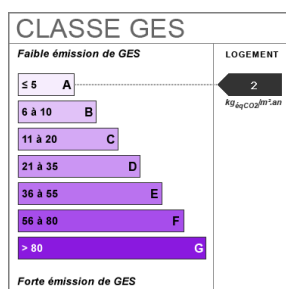 CLASSE GES
Faible émission de GES
LOGEMENT
≤ 5 A
2
kgéqCO2/m².an
6 à 10 B
11 à 20 C
21 à 35 D
36 à 55 E
56 à 80 F
> 80 G
Forte émission de GES